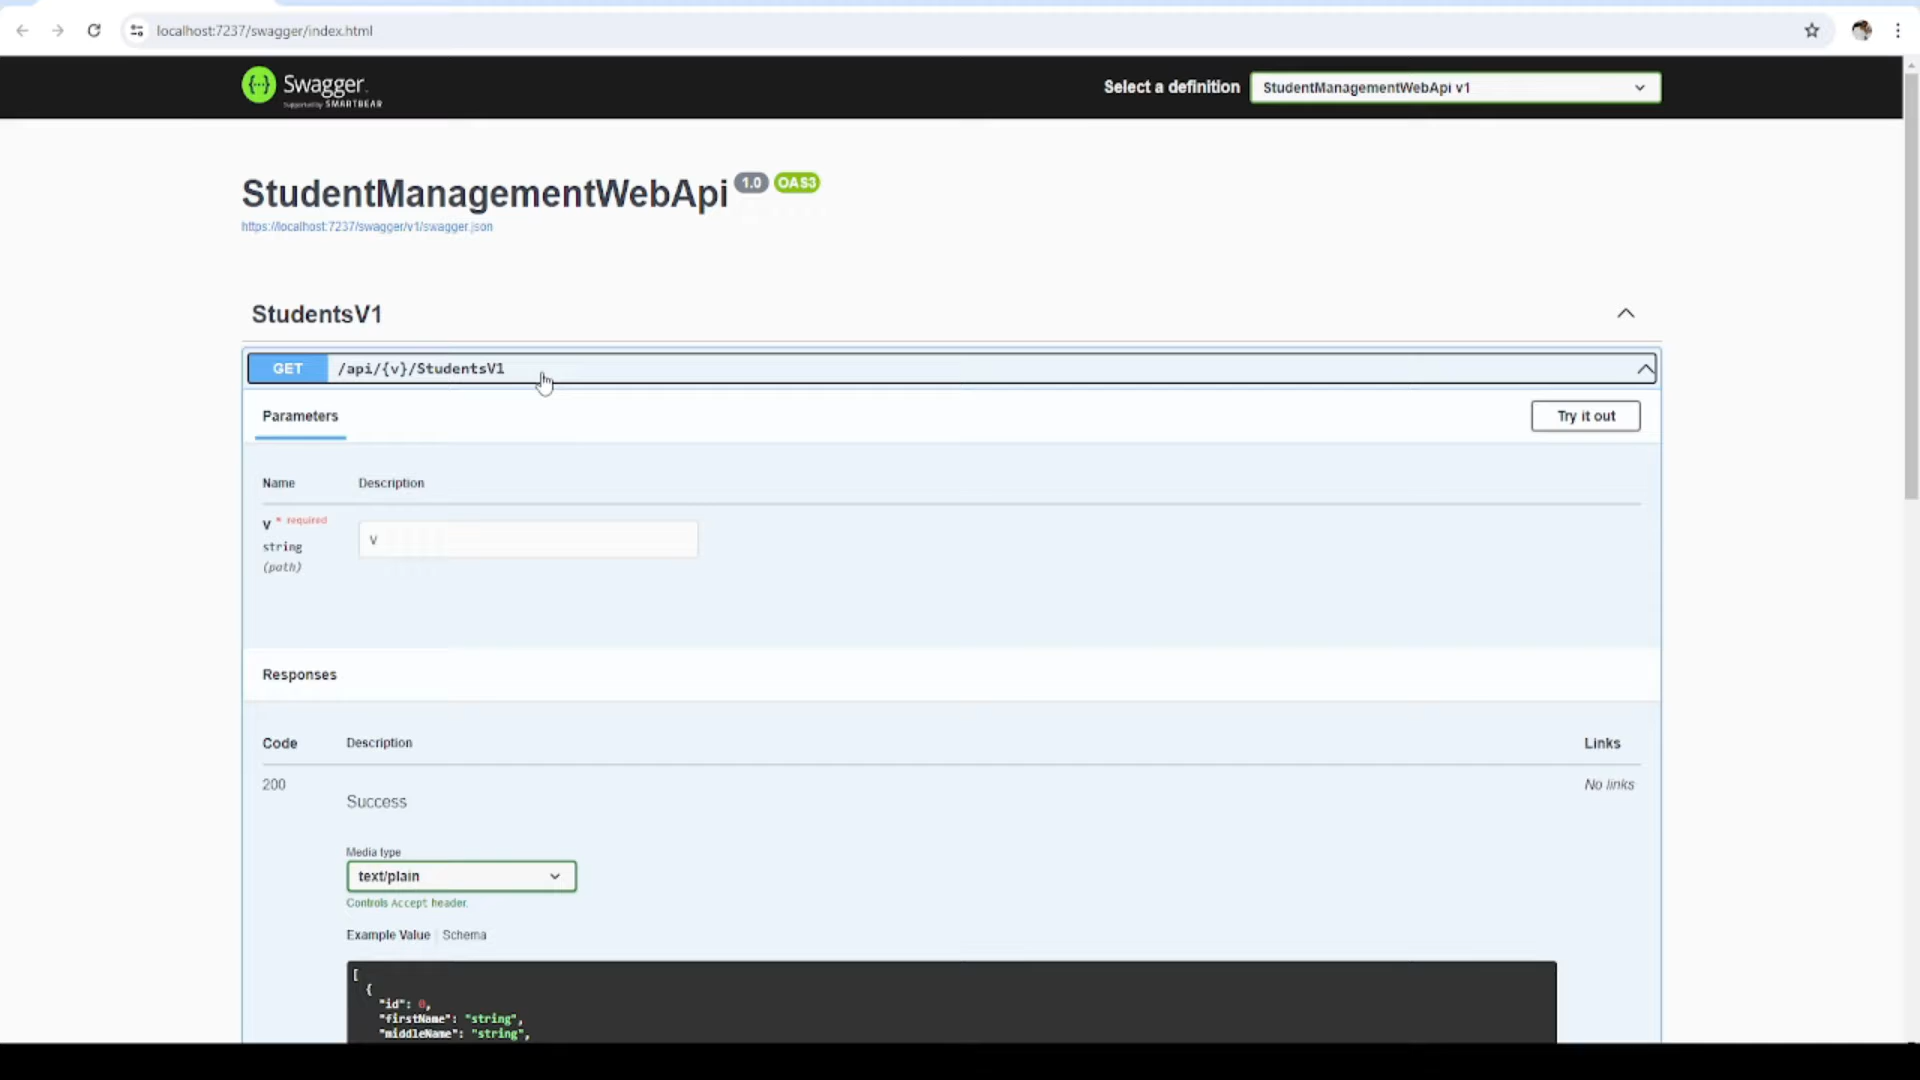 localhost:7237/swagger/index.html
{...} Swagger.
Supported by SMARTBEAR
Select a definition
StudentManagementWebApi v1
StudentManagementWebApi 1.0 OAS3
https://localhost:7237/swagger/v1/swagger.json
StudentsV1
GET /api/{v}/StudentsV1
Parameters
Try it out
Name Description
v * required
string
(path)
v
Responses
Code Description Links
200 Success No links
Media type
text/plain
Controls Accept header.
Example Value | Schema
[
{
"id": 0,
"firstName": "string",
"middleName": "string",